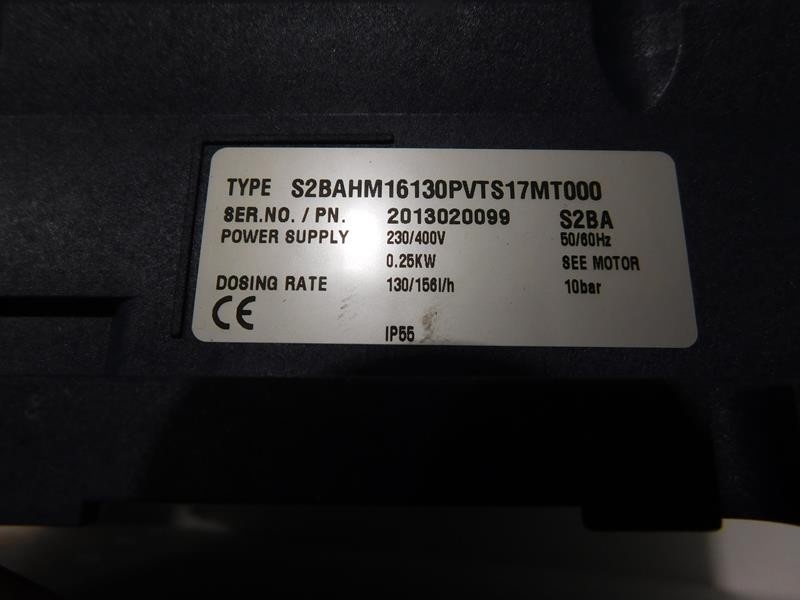 TYPE S2BAHM16130PVTS17MT000
SER.NO. / PN. 2013020099 S2BA
POWER SUPPLY 230/400V 50/60Hz
0.25KW SEE MOTOR
DOSING RATE 130/156l/h 10bar
CE
IP55